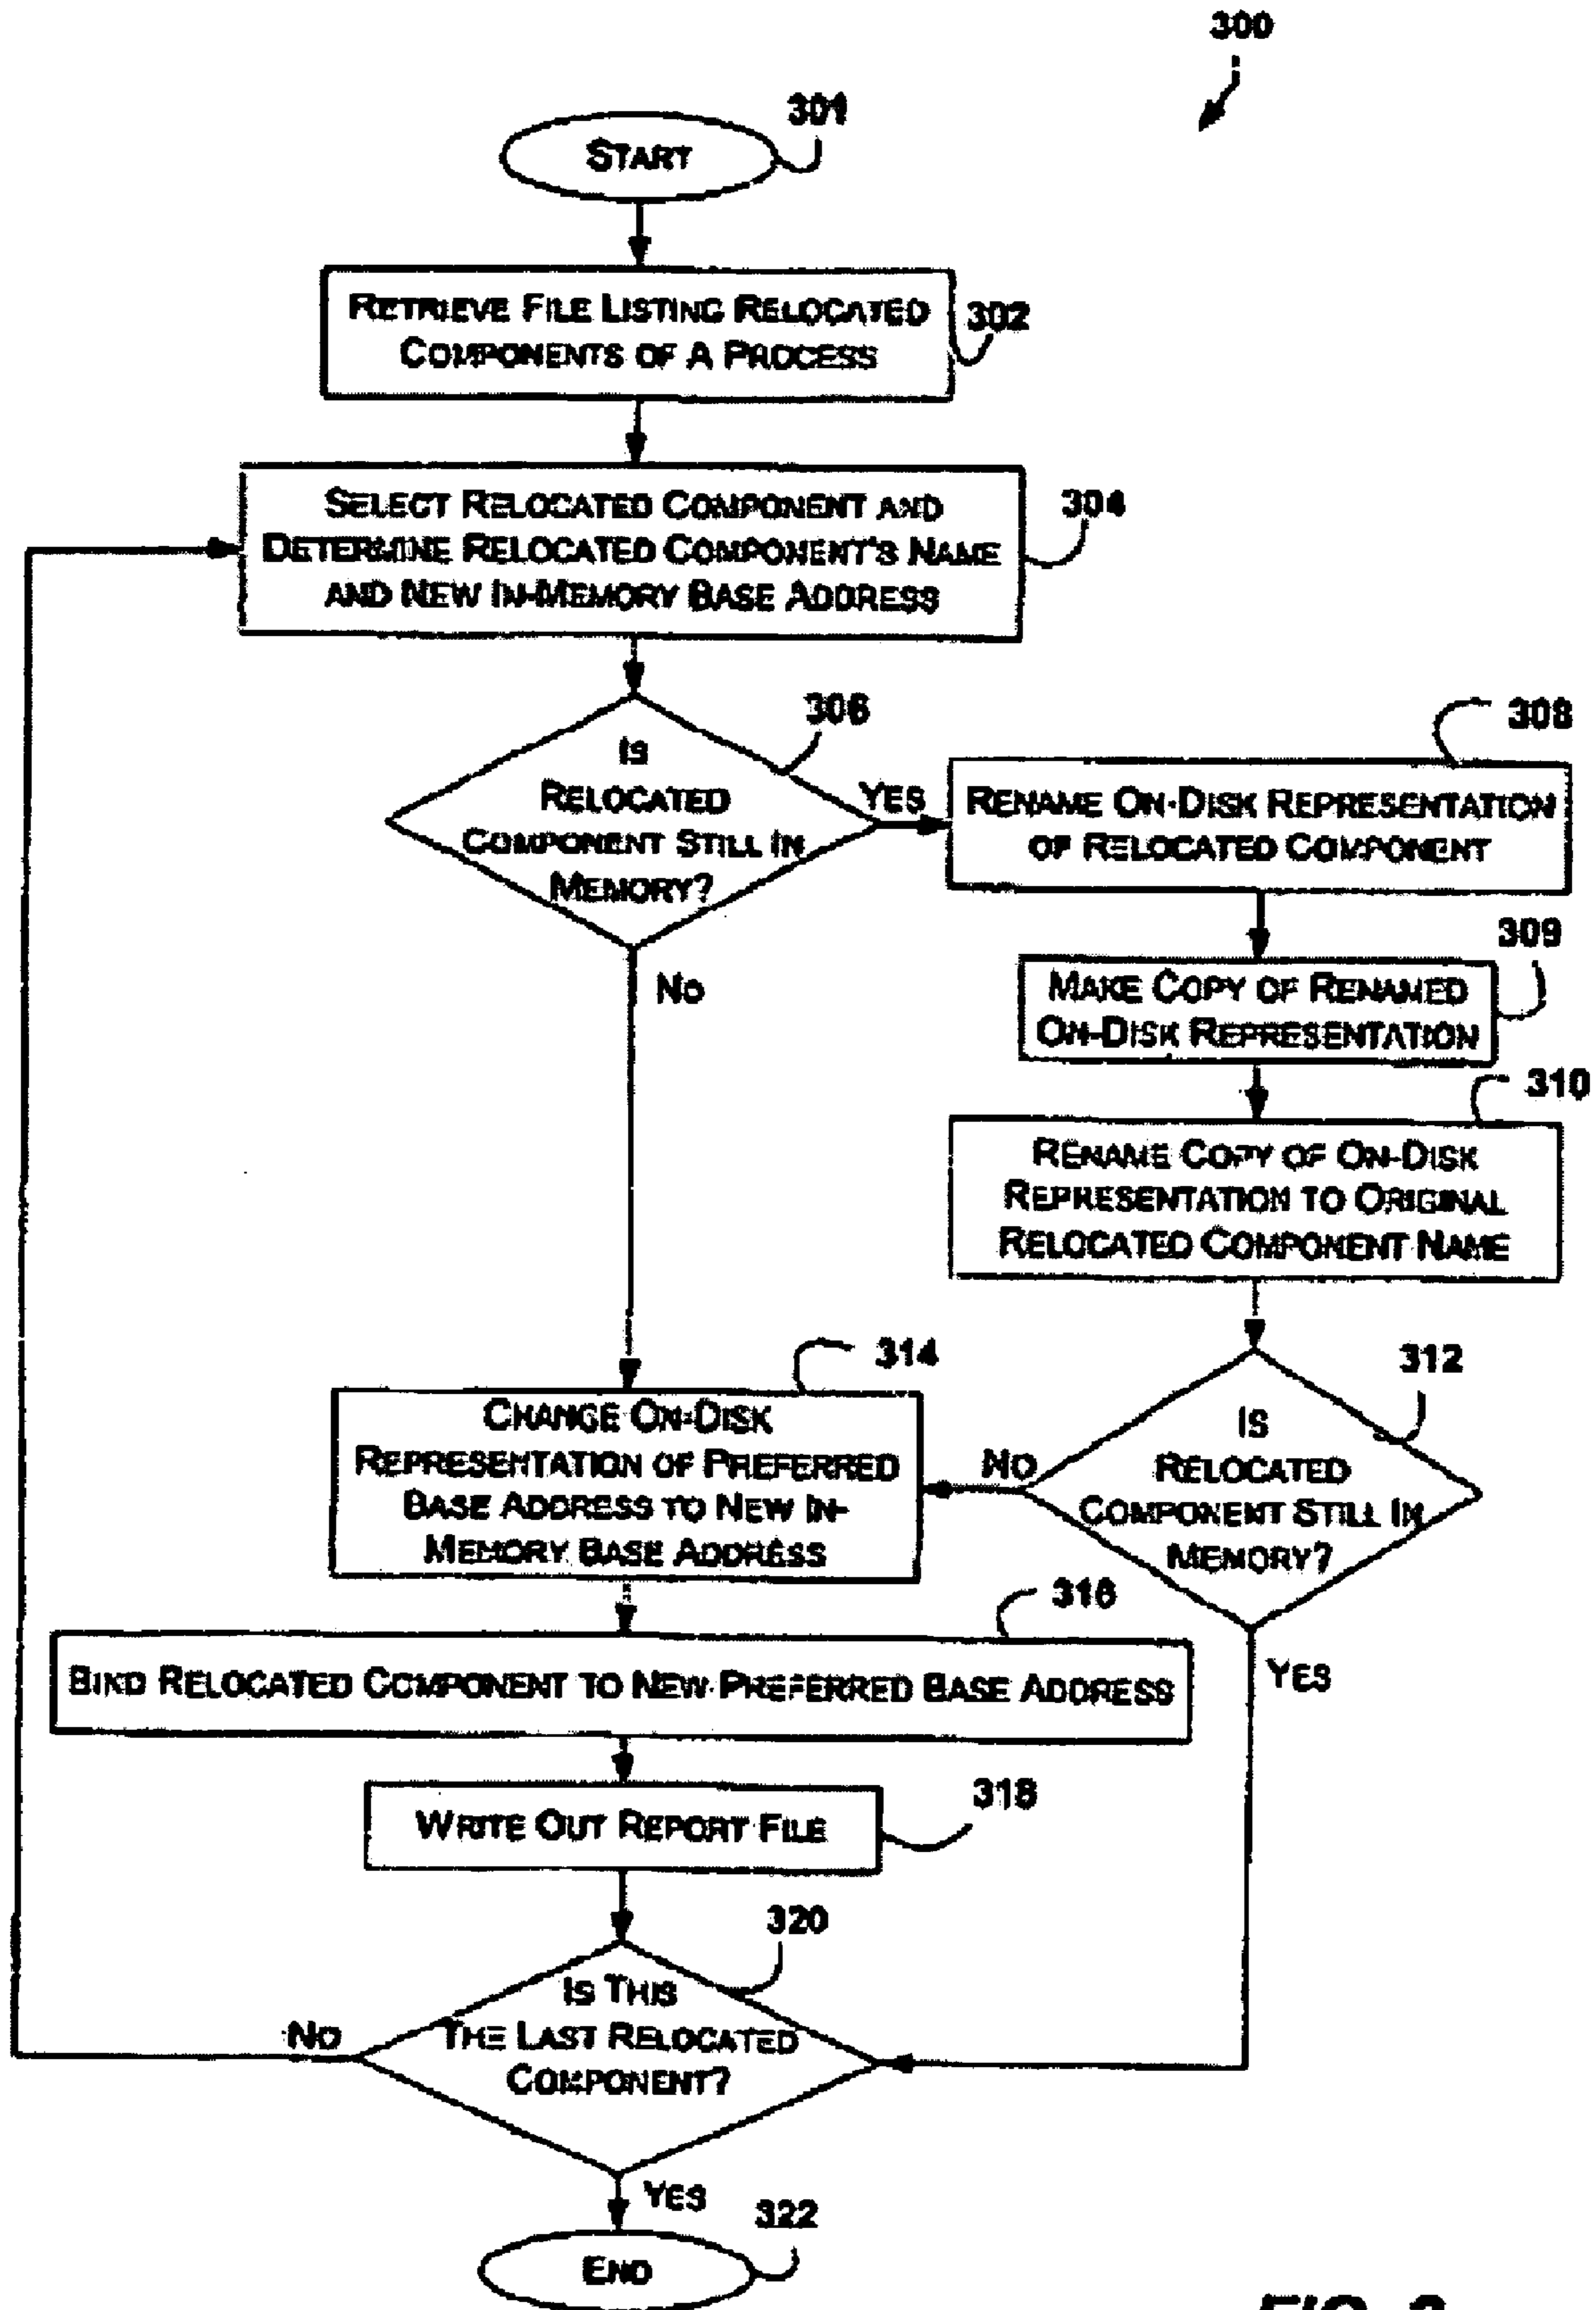 300
301
START
RETRIEVE FILE LISTING RELOCATED
COMPONENTS OF A PROCESS
302
SELECT RELOCATED COMPONENT AND
DETERMINE RELOCATED COMPONENT'S NAME
AND NEW IN-MEMORY BASE ADDRESS
304
306
IS
RELOCATED
COMPONENT STILL IN
MEMORY?
YES
NO
308
RENAME ON-DISK REPRESENTATION
OF RELOCATED COMPONENT
309
MAKE COPY OF RENAMED
ON-DISK REPRESENTATION
310
RENAME COPY OF ON-DISK
REPRESENTATION TO ORIGINAL
RELOCATED COMPONENT NAME
312
IS
RELOCATED
COMPONENT STILL IN
MEMORY?
NO
YES
314
CHANGE ON-DISK
REPRESENTATION OF PREFERRED
BASE ADDRESS TO NEW IN-
MEMORY BASE ADDRESS
316
BIND RELOCATED COMPONENT TO NEW PREFERRED BASE ADDRESS
318
WRITE OUT REPORT FILE
320
IS THIS
THE LAST RELOCATED
COMPONENT?
NO
YES
322
END